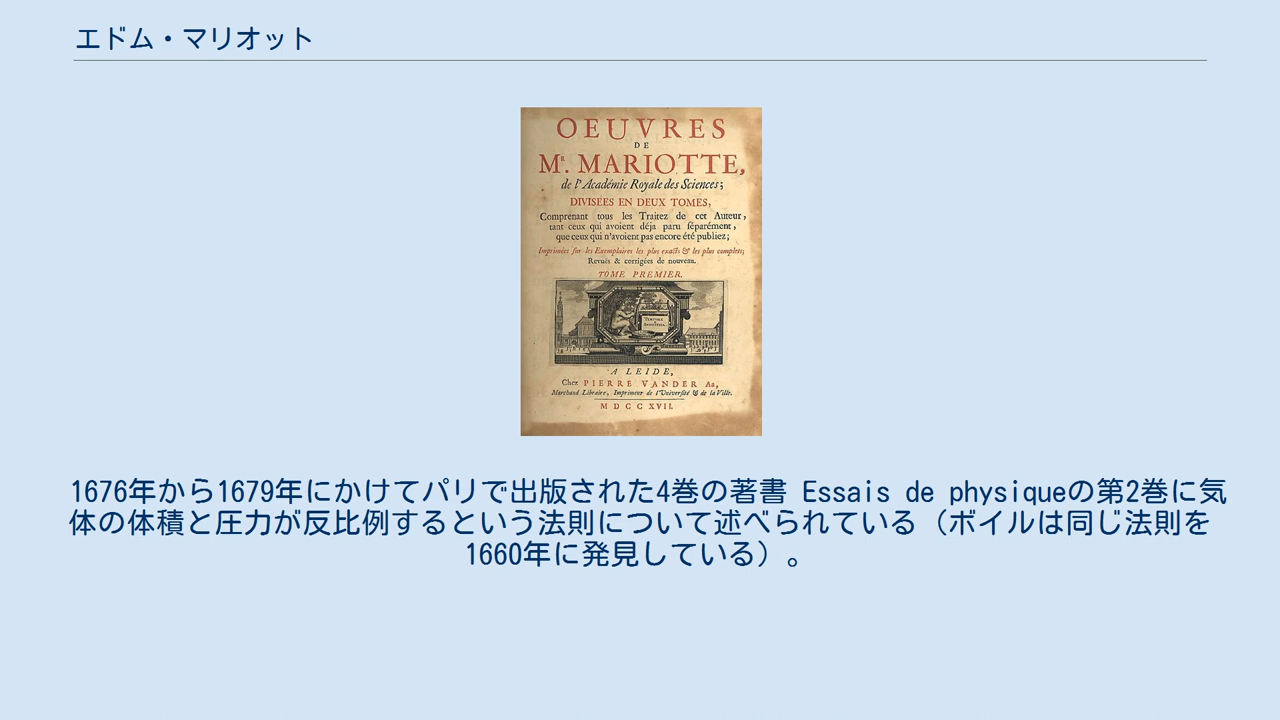 エドム・マリオット
OEUVRES
DE
MR. MARIOTTE,
de l'Académie Royale des Sciences;
DIVISÉES EN DEUX TOMES,
Comprenant tous les Traitez de cet Auteur,
tant ceux qui avoient déja paru ſéparément,
que ceux qui n'avoient pas encore été publiez;
Imprimées ſur les Exemplaires les plus exacts & les plus complets;
Revuës & corrigées de nouveau.
TOME PREMIER.
A LEIDE,
Chez PIERRE VANDER Aa,
Marchand Libraire, Imprimeur de l'Université & de la Ville.
MDCCXVII.
1676年から1679年にかけてパリで出版された4巻の著書 Essais de physiqueの第2巻に気
体の体積と圧力が反比例するという法則について述べられている（ボイルは同じ法則を
1660年に発見している）。